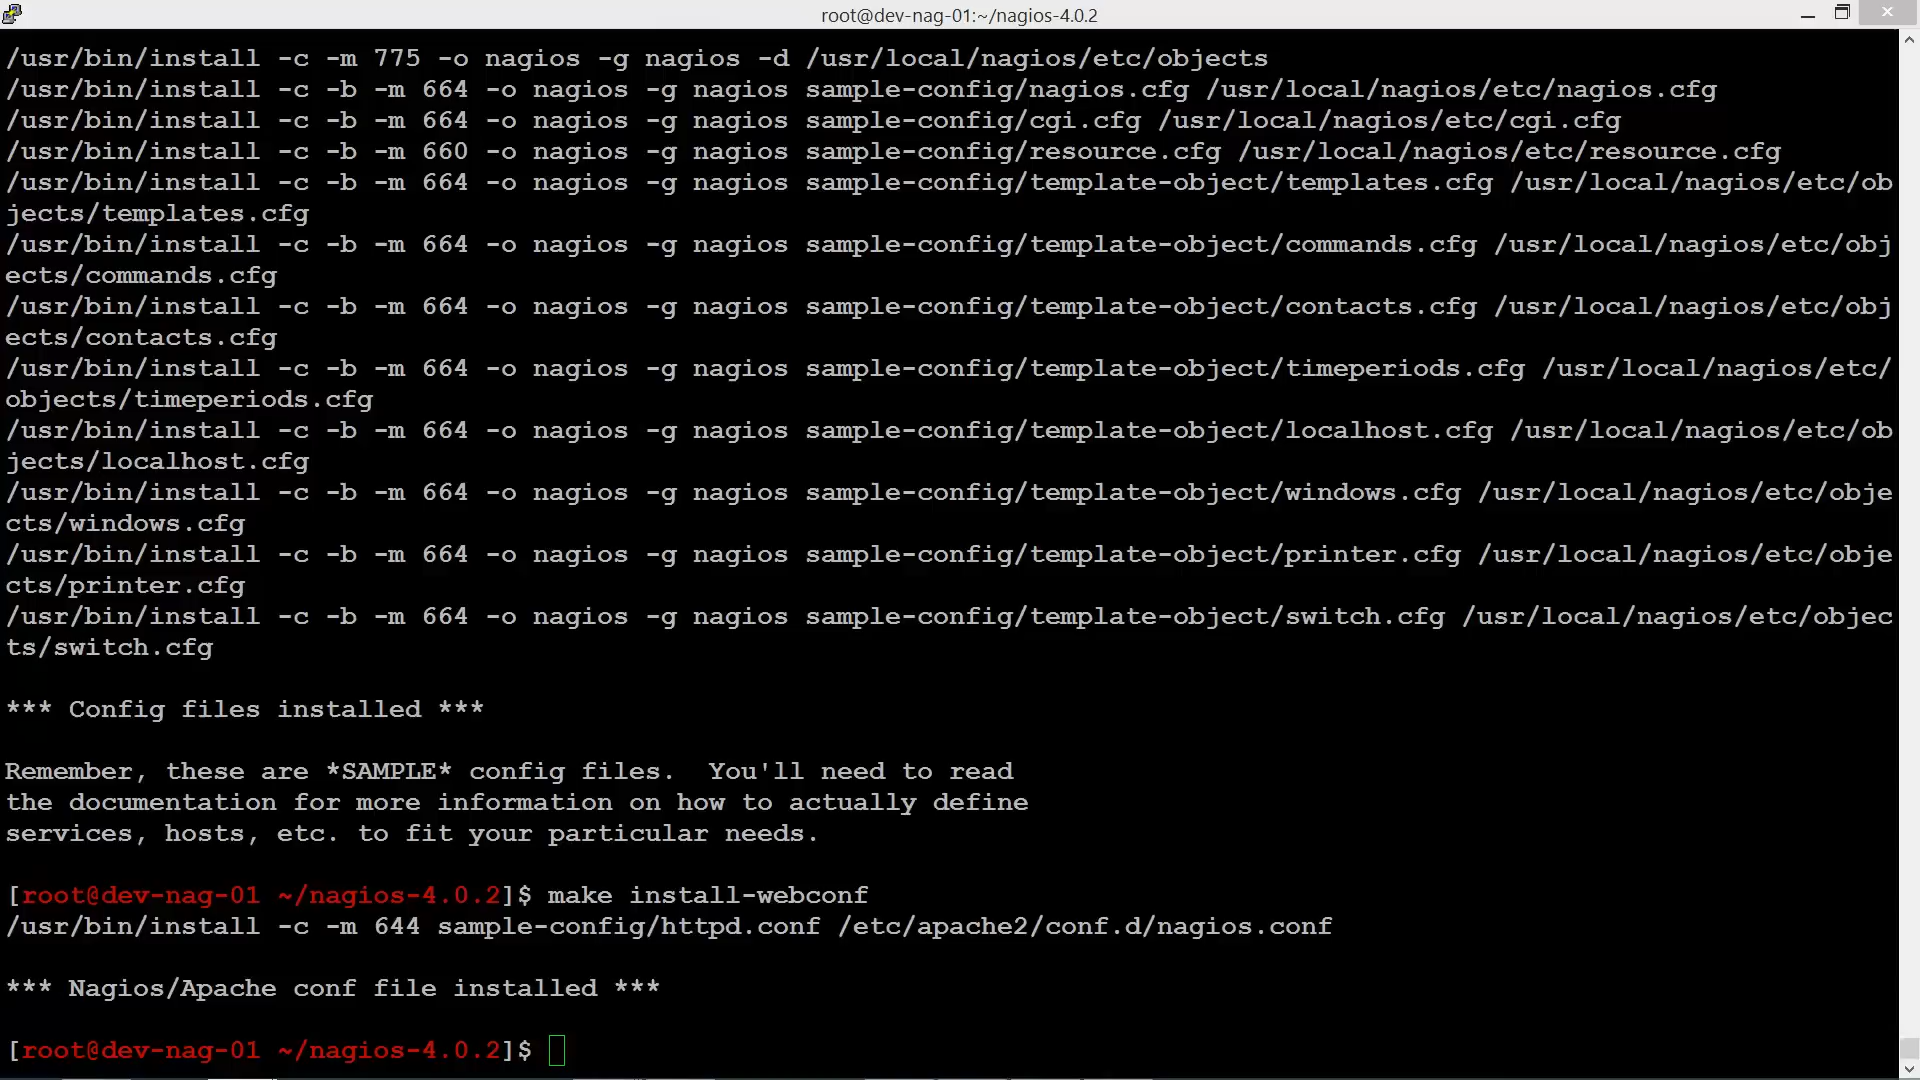 root@dev-nag-01:~/nagios-4.0.2
/usr/bin/install -c -m 775 -o nagios -g nagios -d /usr/local/nagios/etc/objects
/usr/bin/install -c -b -m 664 -o nagios -g nagios sample-config/nagios.cfg /usr/local/nagios/etc/nagios.cfg
/usr/bin/install -c -b -m 664 -o nagios -g nagios sample-config/cgi.cfg /usr/local/nagios/etc/cgi.cfg
/usr/bin/install -c -b -m 660 -o nagios -g nagios sample-config/resource.cfg /usr/local/nagios/etc/resource.cfg
/usr/bin/install -c -b -m 664 -o nagios -g nagios sample-config/template-object/templates.cfg /usr/local/nagios/etc/ob
jects/templates.cfg
/usr/bin/install -c -b -m 664 -o nagios -g nagios sample-config/template-object/commands.cfg /usr/local/nagios/etc/obj
ects/commands.cfg
/usr/bin/install -c -b -m 664 -o nagios -g nagios sample-config/template-object/contacts.cfg /usr/local/nagios/etc/obj
ects/contacts.cfg
/usr/bin/install -c -b -m 664 -o nagios -g nagios sample-config/template-object/timeperiods.cfg /usr/local/nagios/etc/
objects/timeperiods.cfg
/usr/bin/install -c -b -m 664 -o nagios -g nagios sample-config/template-object/localhost.cfg /usr/local/nagios/etc/ob
jects/localhost.cfg
/usr/bin/install -c -b -m 664 -o nagios -g nagios sample-config/template-object/windows.cfg /usr/local/nagios/etc/obje
cts/windows.cfg
/usr/bin/install -c -b -m 664 -o nagios -g nagios sample-config/template-object/printer.cfg /usr/local/nagios/etc/obje
cts/printer.cfg
/usr/bin/install -c -b -m 664 -o nagios -g nagios sample-config/template-object/switch.cfg /usr/local/nagios/etc/objec
ts/switch.cfg
*** Config files installed ***
Remember, these are *SAMPLE* config files.  You'll need to read
the documentation for more information on how to actually define
services, hosts, etc. to fit your particular needs.
[root@dev-nag-01 ~/nagios-4.0.2]$ make install-webconf
/usr/bin/install -c -m 644 sample-config/httpd.conf /etc/apache2/conf.d/nagios.conf
*** Nagios/Apache conf file installed ***
[root@dev-nag-01 ~/nagios-4.0.2]$